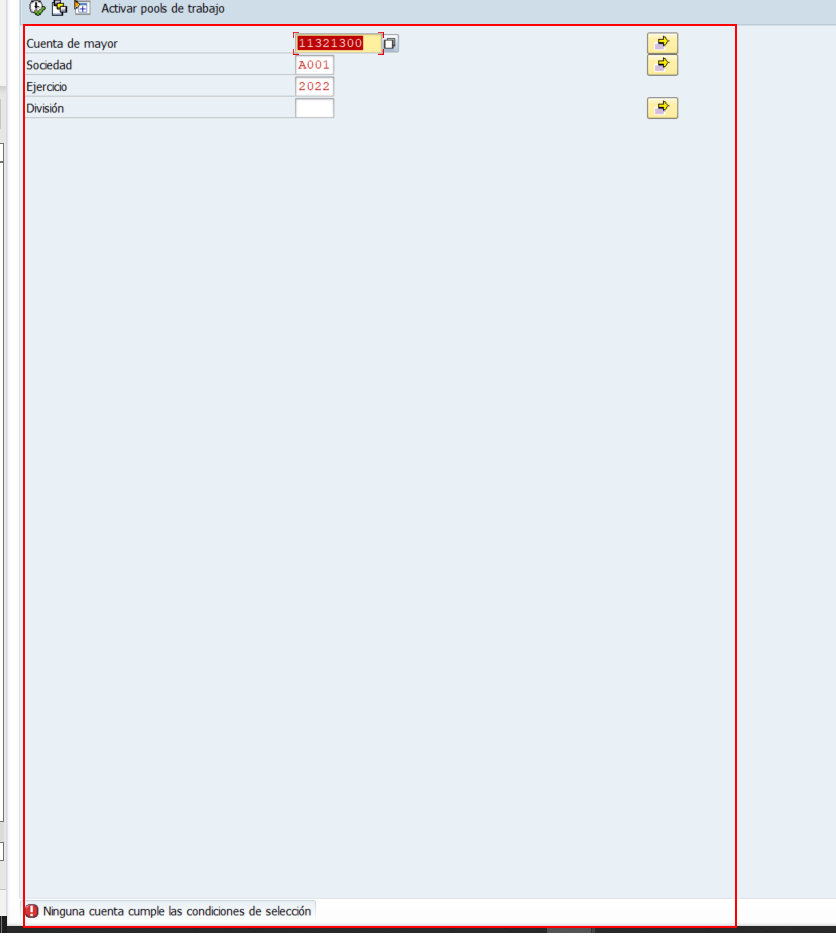 Activar pools de trabajo
Cuenta de mayor 11321300
Sociedad A001
Ejercicio 2022
División
Ninguna cuenta cumple las condiciones de selección